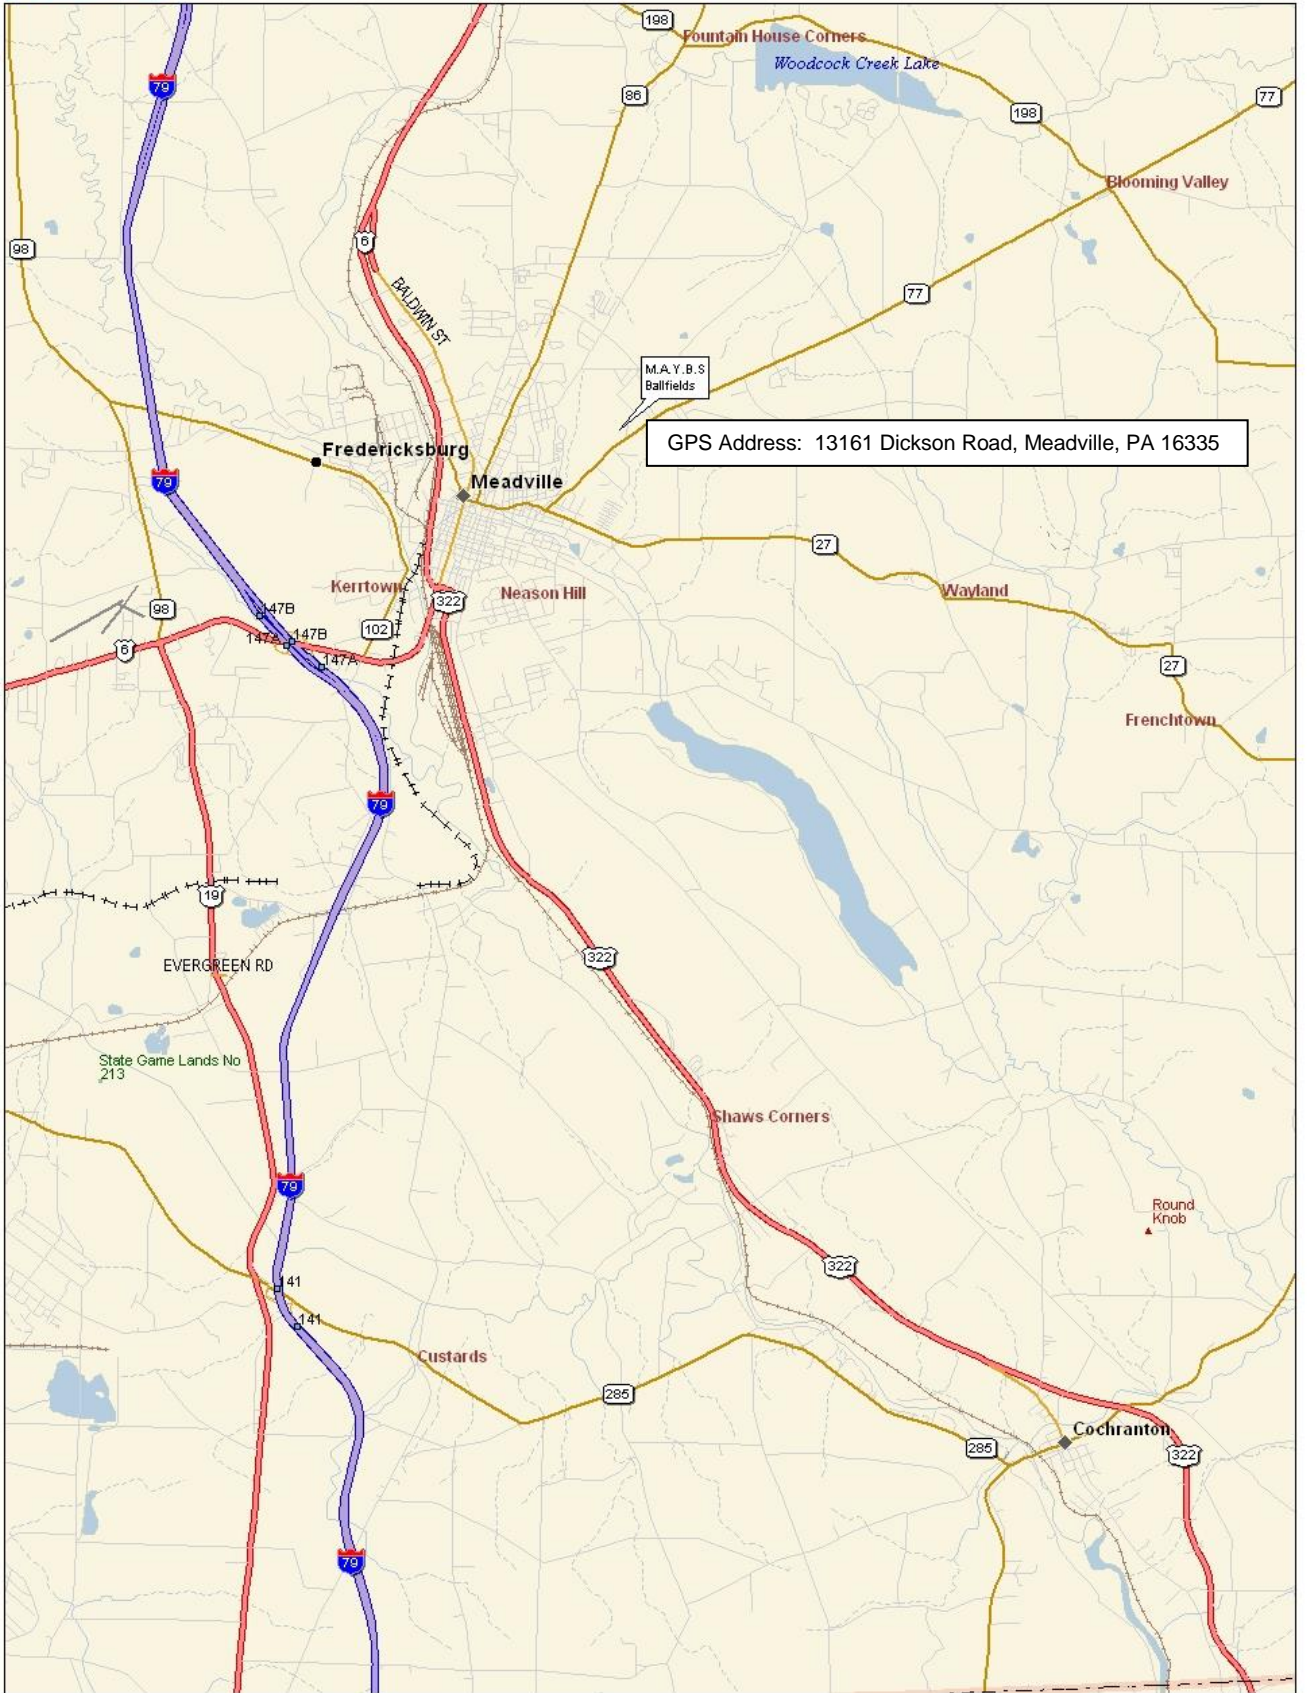 198
Fountain House Corners
Woodcock Creek Lake
79
86
77
198
Blooming Valley
6
98
BALDWIN ST
77
M.A.Y.B.S
Ballfields
GPS Address: 13161 Dickson Road, Meadville, PA 16335
Fredericksburg
79
Meadville
27
Kerrtown
Neason Hill
Wayland
322
147B
98
102
147B
147A
6
147A
27
Frenchtown
79
19
322
EVERGREEN RD
State Game Lands No
213
Shaws Corners
79
Round
Knob
322
141
141
Custards
285
Cochranton
285
322
79